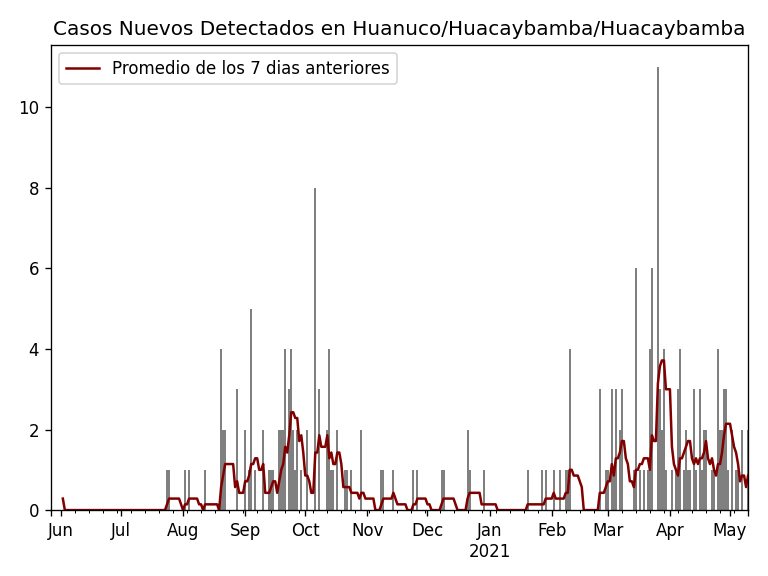 Casos Nuevos Detectados en Huanuco/Huacaybamba/Huacaybamba
Promedio de los 7 dias anteriores
10
8
6
4
2
0
Jun Jul Aug Sep Oct Nov Dec Jan Feb Mar Apr May
2021